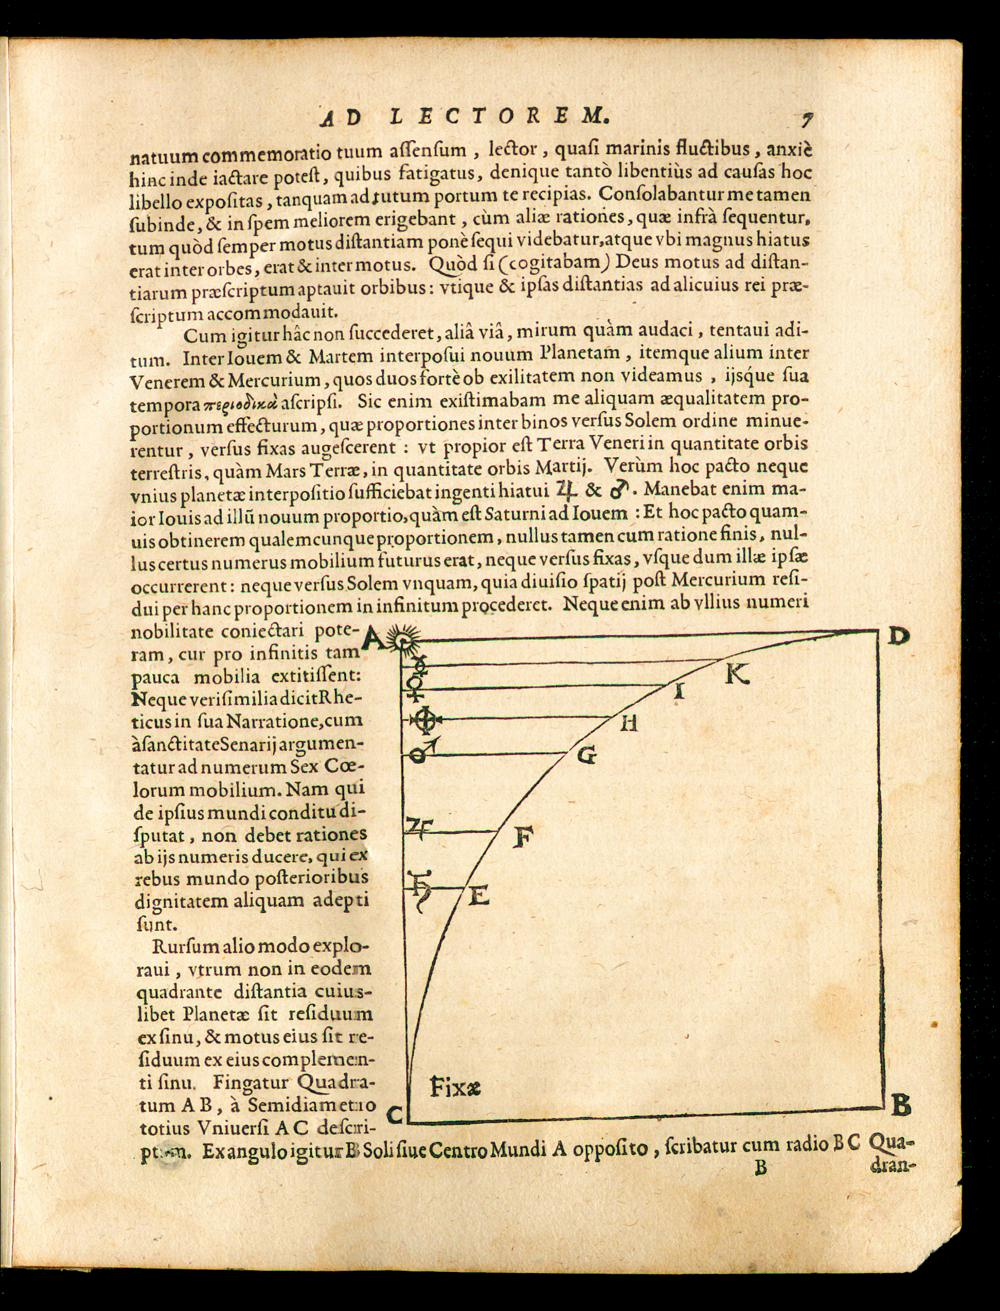 AD LECTOREM. 7
natuum commemoratio tuum aſſenſum, lector, quaſi marinis fluctibus, anxiè
hinc inde iactare poteſt, quibus fatigatus, denique tantò libentiùs ad cauſas hoc
libello expoſitas, tanquam ad tutum portum te recipias. Conſolabantur me tamen
ſubinde, & in ſpem meliorem erigebant, cùm aliæ rationes, quæ infrà ſequentur,
tum quòd ſemper motus diſtantiam ponè ſequi videbatur, atque vbi magnus hiatus
erat inter orbes, erat & inter motus. Quòd ſi (cogitabam) Deus motus ad diſtan-
tiarum præſcriptum aptauit orbibus: vtique & ipſas diſtantias ad alicuius rei præ-
ſcriptum accommodauit.
Cum igitur hâc non ſuccederet, aliâ viâ, mirum quàm audaci, tentaui adi-
tum. Inter Iouem & Martem interpoſui nouum Planetam, itemque alium inter
Venerem & Mercurium, quos duos fortè ob exilitatem non videamus, ijsq́ue ſua
tempora περιοδικὰ aſcripſi. Sic enim exiſtimabam me aliquam æqualitatem pro-
portionum effecturum, quæ proportiones inter binos verſus Solem ordine minue-
rentur, verſus fixas augeſcerent: vt propior eſt Terra Veneri in quantitate orbis
terreſtris, quàm Mars Terræ, in quantitate orbis Martij. Verùm hoc pacto neque
vnius planetæ interpoſitio ſufficiebat ingenti hiatui ♃ & ♂. Manebat enim ma-
ior Iouis ad illũ nouum proportio, quàm eſt Saturni ad Iouem: Et hoc pacto quam-
uis obtinerem qualemcunque proportionem, nullus tamen cum ratione finis, nul-
lus certus numerus mobilium futurus erat, neque verſus fixas, vſque dum illæ ipſæ
occurrerent: neque verſus Solem vnquam, quia diuiſio ſpatij poſt Mercurium reſi-
dui per hanc proportionem in infinitum procederet. Neque enim ab vllius numeri
nobilitate coniectari pote-
ram, cur pro infinitis tam
pauca mobilia extitiſſent:
Neque veriſimilia dicit Rhe-
ticus in ſua Narratione, cum
à ſanctitate Senarij argumen-
tatur ad numerum Sex Cœ-
lorum mobilium. Nam qui
de ipſius mundi conditu di-
ſputat, non debet rationes
ab ijs numeris ducere, qui ex
rebus mundo poſterioribus
dignitatem aliquam adepti
ſunt.
Rurſum alio modo explo-
raui, vtrum non in eodem
quadrante diſtantia cuius-
libet Planetæ ſit reſiduum
ex ſinu, & motus eius ſit re-
ſiduum ex eius complemen-
ti ſinu. Fingatur Quadra-
tum A B, à Semidiametro
totius Vniuerſi A C deſcri-
ptum. Ex angulo igitur B Soli ſiue Centro Mundi A oppoſito, ſcribatur cum radio B C Qua-
B dran-
A D
☿ K
♀ I
H
♂ G
♃ F
♄ E
Fixæ
C B